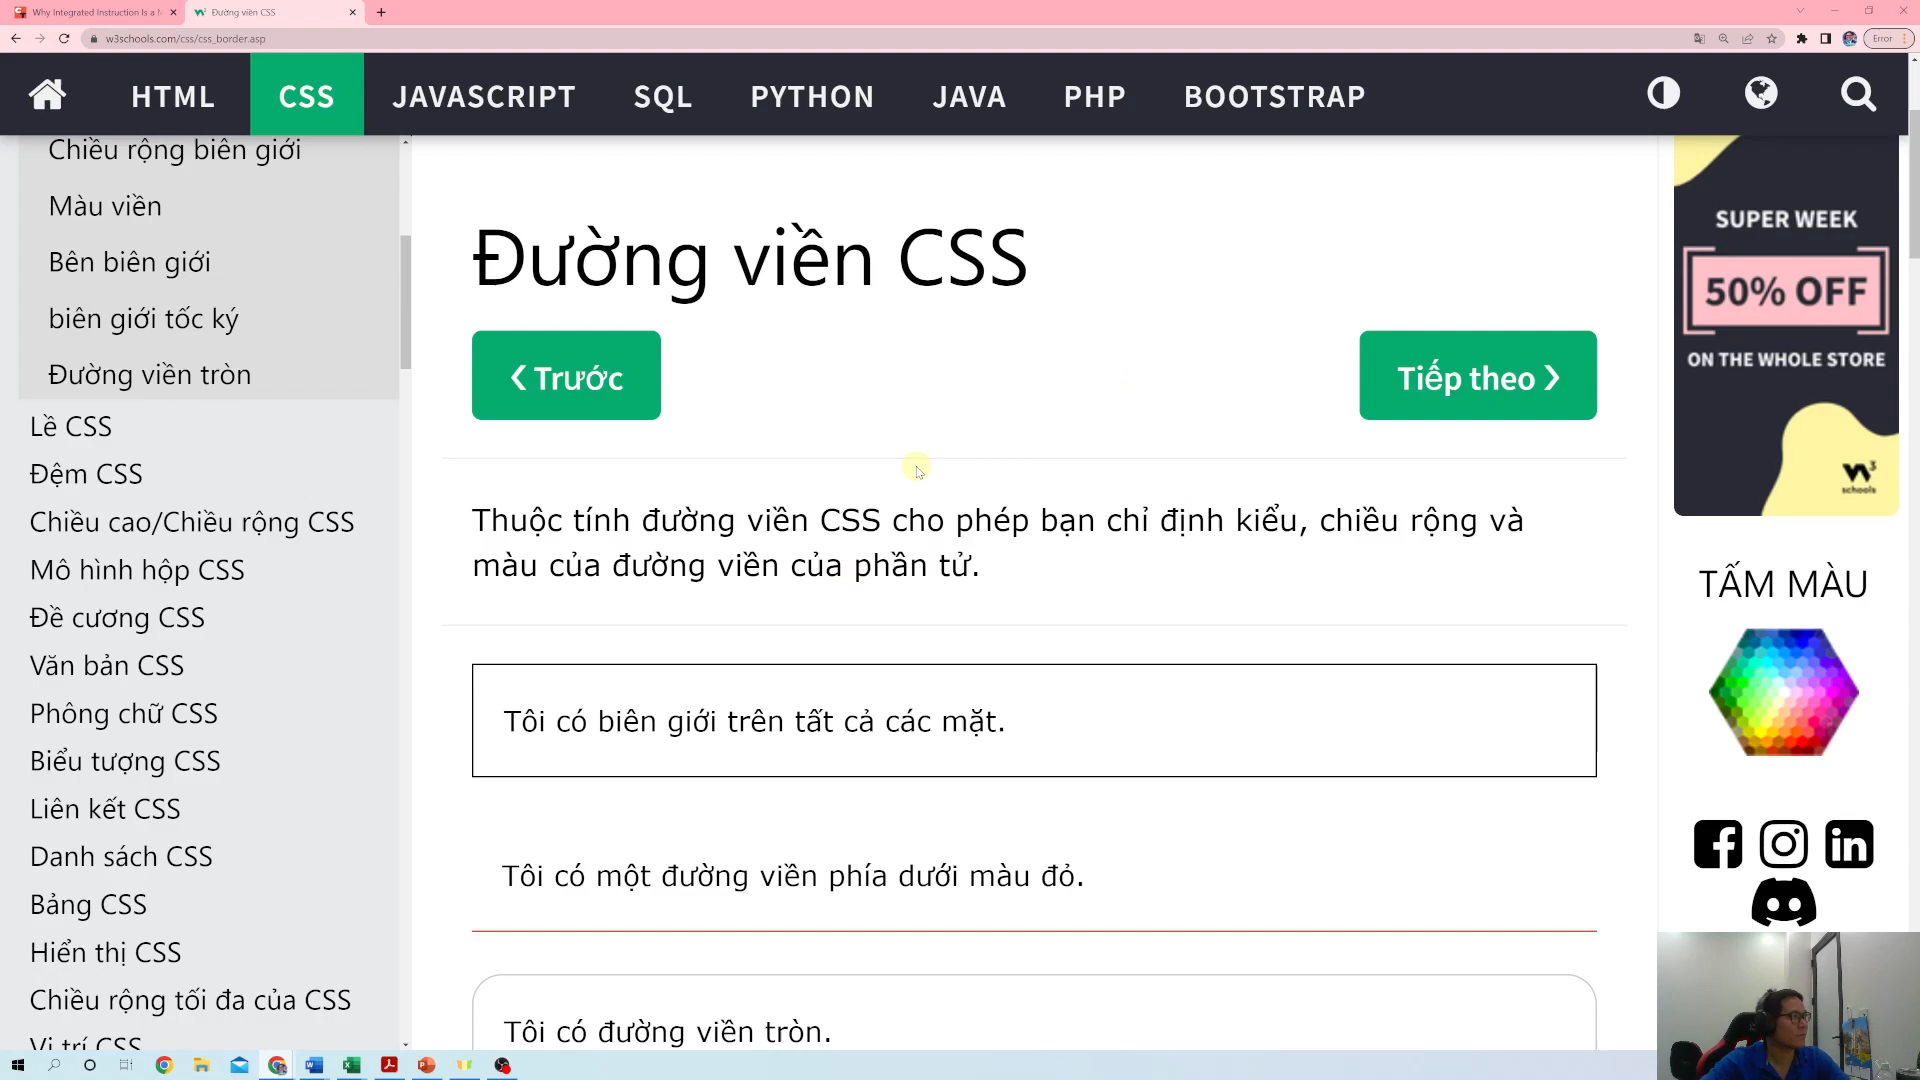 Why Integrated Instruction Is a
Đường viền CSS
w3schools.com/css/css_border.asp
Error
HTML
CSS
JAVASCRIPT
SQL
PYTHON
JAVA
PHP
BOOTSTRAP
Chiều rộng biên giới
Màu viền
Bên biên giới
biên giới tốc ký
Đường viền tròn
Lề CSS
Đệm CSS
Chiều cao/Chiều rộng CSS
Mô hình hộp CSS
Đề cương CSS
Văn bản CSS
Phông chữ CSS
Biểu tượng CSS
Liên kết CSS
Danh sách CSS
Bảng CSS
Hiển thị CSS
Chiều rộng tối đa của CSS
Vị trí CSS
Đường viền CSS
❮ Trước
Tiếp theo ❯
Thuộc tính đường viền CSS cho phép bạn chỉ định kiểu, chiều rộng và
màu của đường viền của phần tử.
Tôi có biên giới trên tất cả các mặt.
Tôi có một đường viền phía dưới màu đỏ.
Tôi có đường viền tròn.
SUPER WEEK
50% OFF
ON THE WHOLE STORE
w3
schools
TẤM MÀU